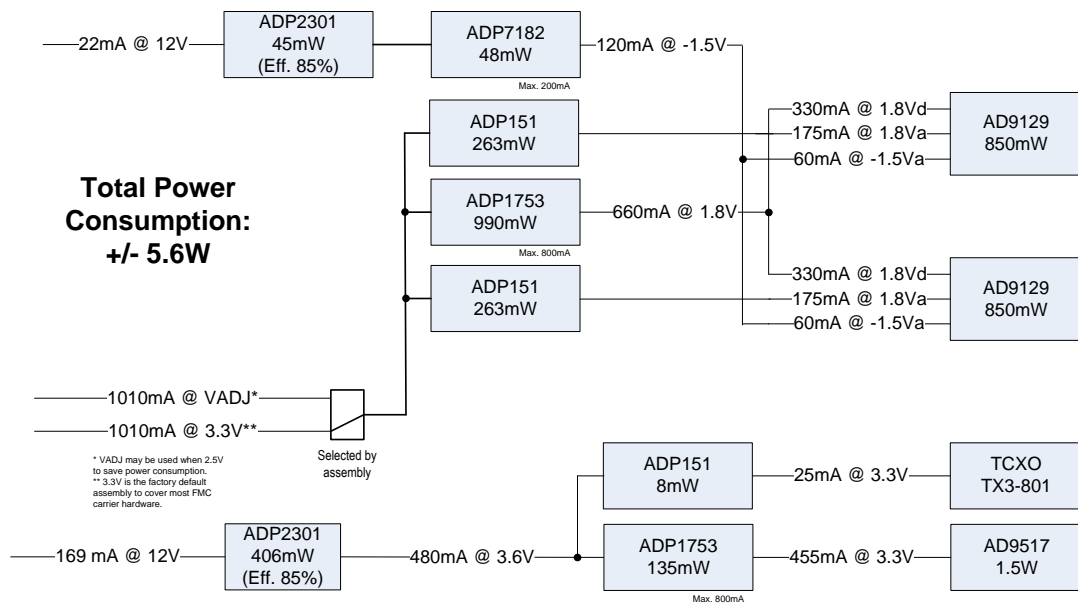 22mA @ 12V
ADP2301
45mW
(Eff. 85%)
ADP7182
48mW
Max. 200mA
120mA @ -1.5V
ADP151
263mW
330mA @ 1.8Vd
175mA @ 1.8Va
60mA @ -1.5Va
AD9129
850mW
Total Power
Consumption:
+/- 5.6W
ADP1753
990mW
Max. 800mA
660mA @ 1.8V
ADP151
263mW
330mA @ 1.8Vd
175mA @ 1.8Va
60mA @ -1.5Va
AD9129
850mW
1010mA @ VADJ*
1010mA @ 3.3V**
Selected by
assembly
* VADJ may be used when 2.5V
to save power consumption.
** 3.3V is the factory default
assembly to cover most FMC
carrier hardware.
ADP151
8mW
25mA @ 3.3V
TCXO
TX3-801
169 mA @ 12V
ADP2301
406mW
(Eff. 85%)
480mA @ 3.6V
ADP1753
135mW
Max. 800mA
455mA @ 3.3V
AD9517
1.5W